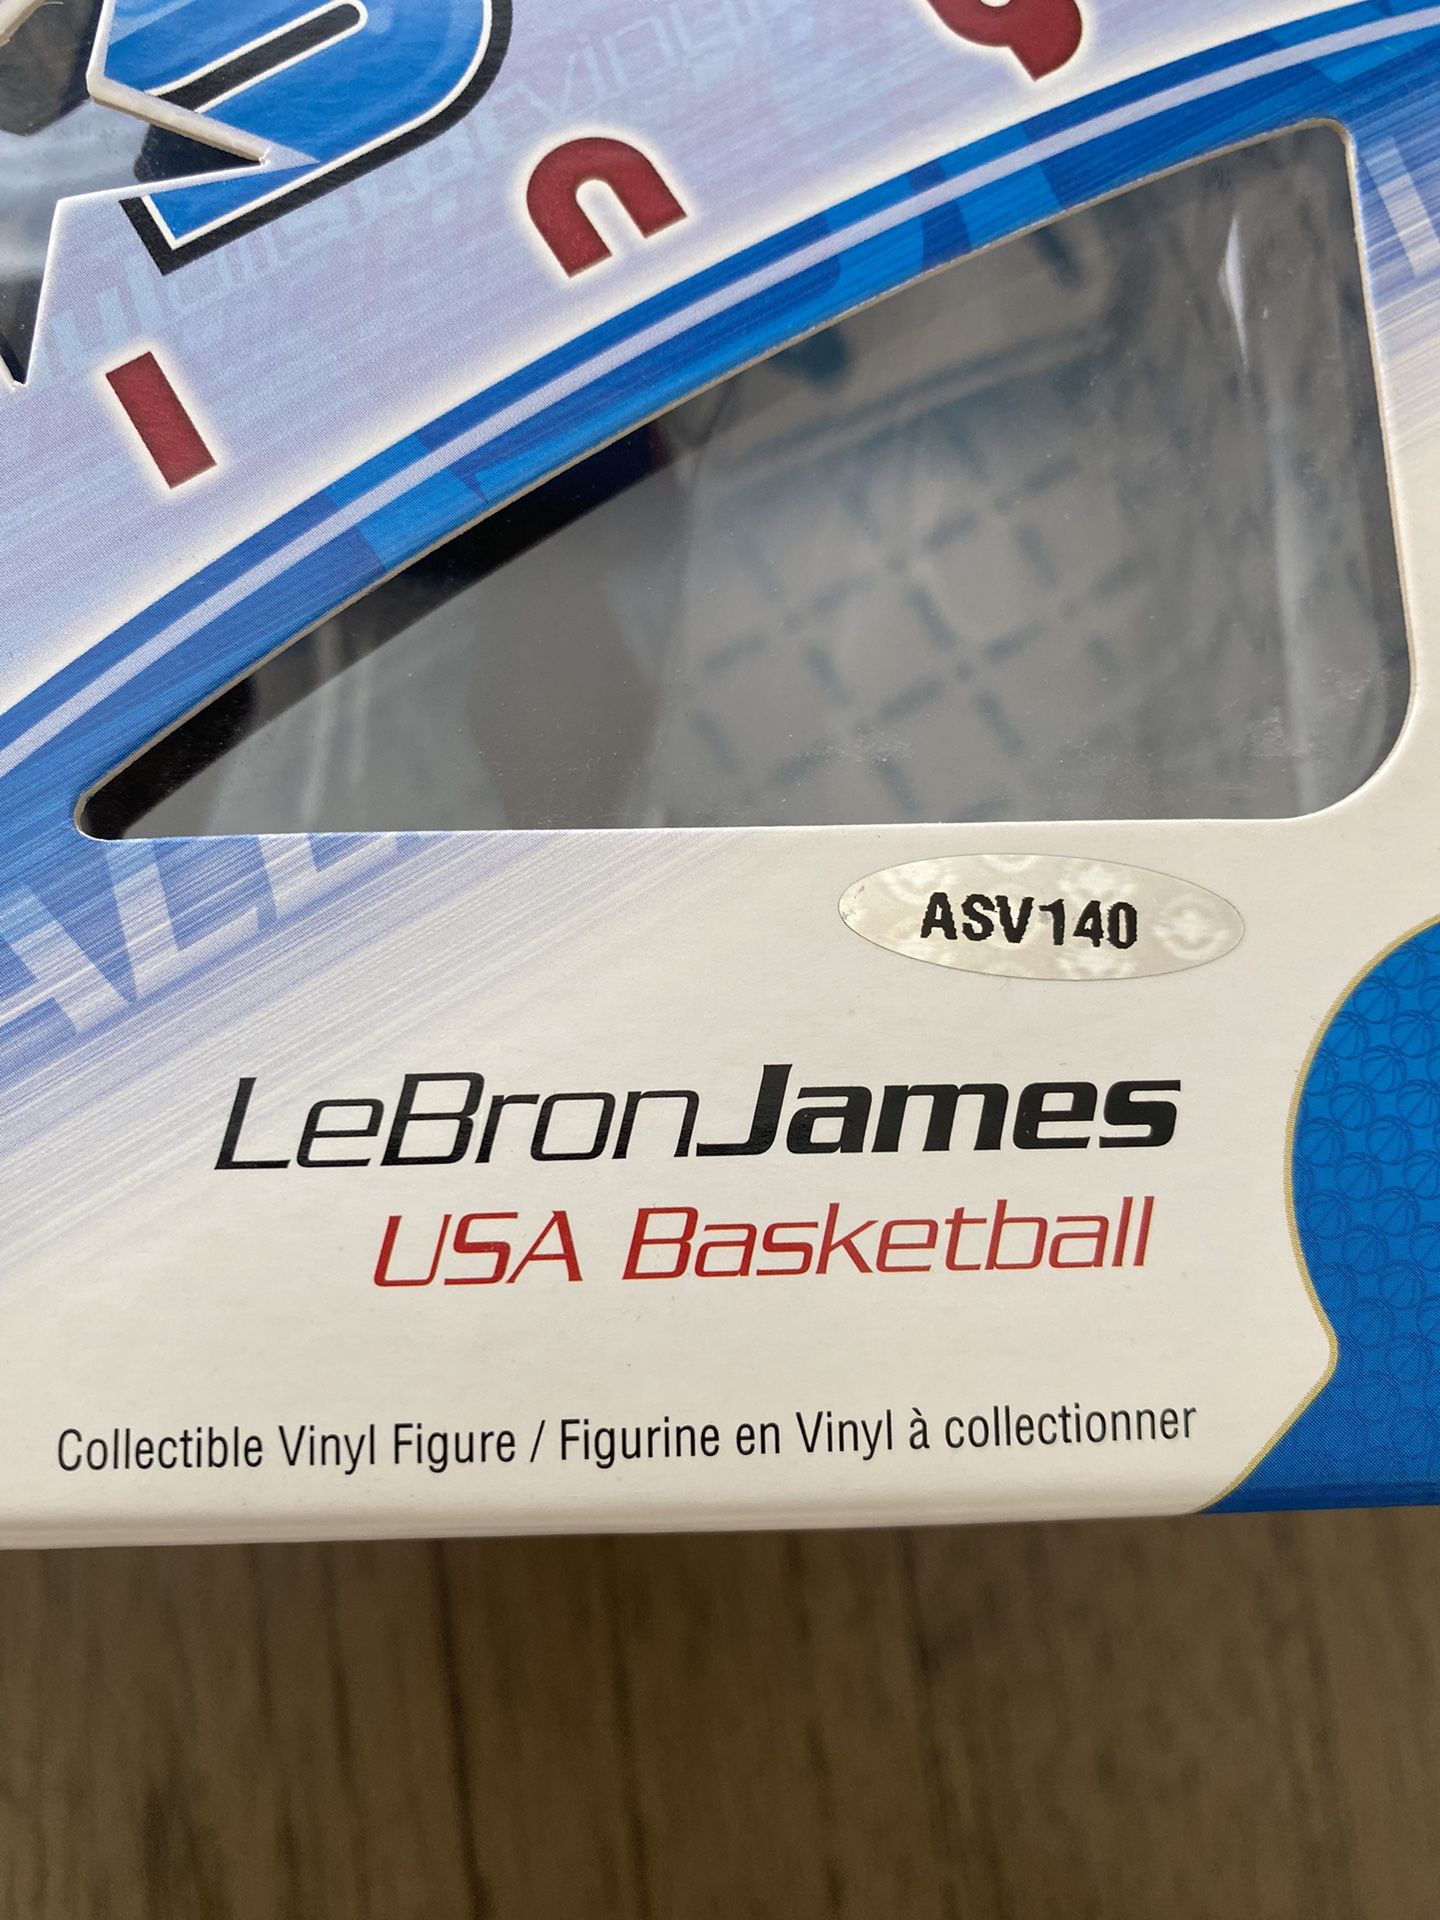 ASV140
LeBronJames
USA Basketball
Collectible Vinyl Figure / Figurine en Vinyl à collectionner